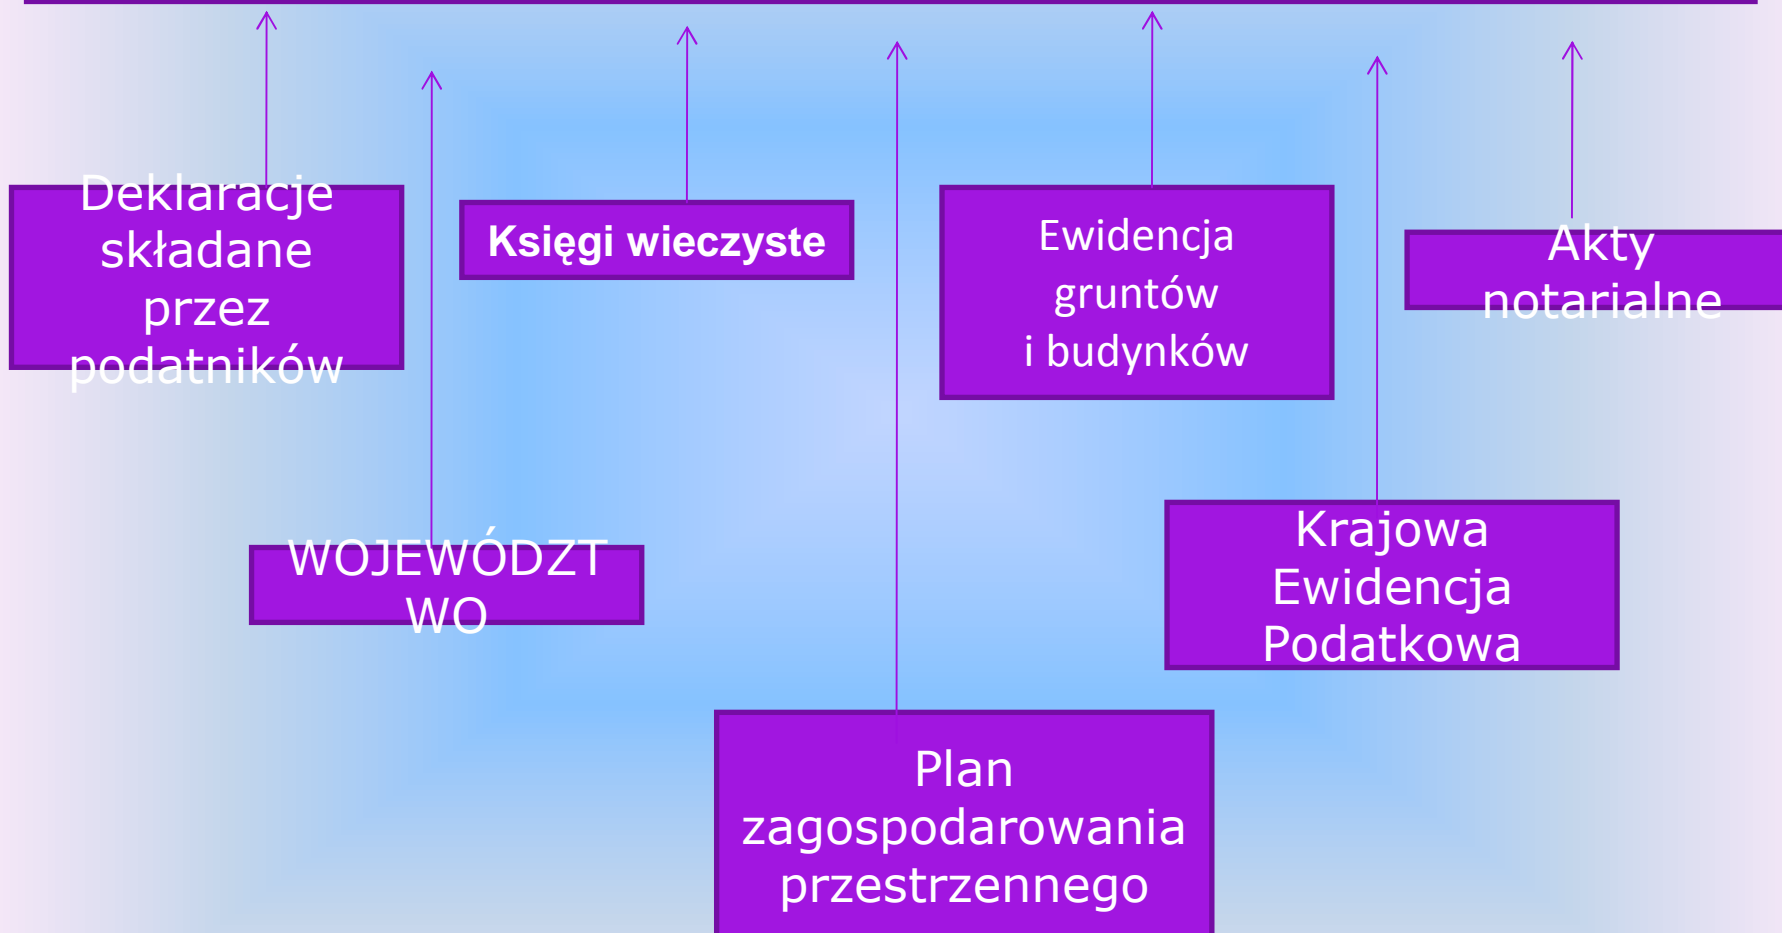 Deklaracje
składane
przez
podatników
Księgi wieczyste
Ewidencja
gruntów
i budynków
Akty
notarialne
WOJEWÓDZT
WO
Krajowa
Ewidencja
Podatkowa
Plan
zagospodarowania
przestrzennego